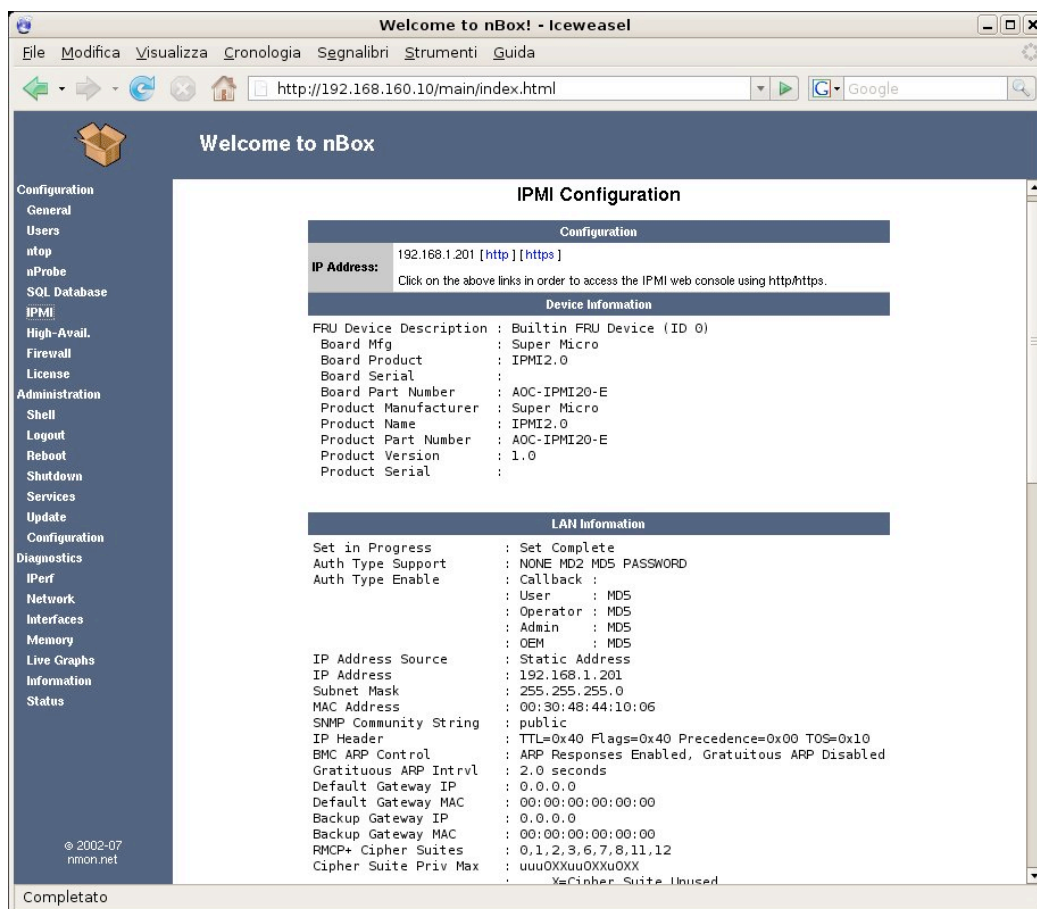 Welcome to nBox! - Iceweasel
File Modifica Visualizza Cronologia Segnalibri Strumenti Guida
http://192.168.1.160.10/main/index.html G Google
Welcome to nBox
Configuration
General
Users
ntop
nProbe
SQL Database
IPMI
High-Avail.
Firewall
License
Administration
Shell
Logout
Reboot
Shutdown
Services
Update
Configuration
Diagnostics
IPerf
Network
Interfaces
Memory
Live Graphs
Information
Status
© 2002-07
nmon.net
IPMI Configuration
Configuration
IP Address: 192.168.1.201 [ http ] [ https ]
Click on the above links in order to access the IPMI web console using http/https.
Device Information
FRU Device Description : Builtin FRU Device (ID 0)
Board Mfg : Super Micro
Board Product : IPMI2.0
Board Serial :
Board Part Number : AOC-IPMI20-E
Product Manufacturer : Super Micro
Product Name : IPMI2.0
Product Part Number : AOC-IPMI20-E
Product Version : 1.0
Product Serial :
LAN Information
Set in Progress : Set Complete
Auth Type Support : NONE MD2 MD5 PASSWORD
Auth Type Enable : Callback :
: User : MD5
: Operator : MD5
: Admin : MD5
: OEM : MD5
IP Address Source : Static Address
IP Address : 192.168.1.201
Subnet Mask : 255.255.255.0
MAC Address : 00:30:48:44:10:06
SNMP Community String : public
IP Header : TTL=0x40 Flags=0x40 Precedence=0x00 TOS=0x10
BMC ARP Control : ARP Responses Enabled, Gratuitous ARP Disabled
Gratituous ARP Intrvl : 2.0 seconds
Default Gateway IP : 0.0.0.0
Default Gateway MAC : 00:00:00:00:00:00
Backup Gateway IP : 0.0.0.0
Backup Gateway MAC : 00:00:00:00:00:00
RMCP+ Cipher Suites : 0,1,2,3,6,7,8,11,12
Cipher Suite Priv Max : uuuOXXuuOXXuOXX
: X=Cipher Suite Unused
Completato